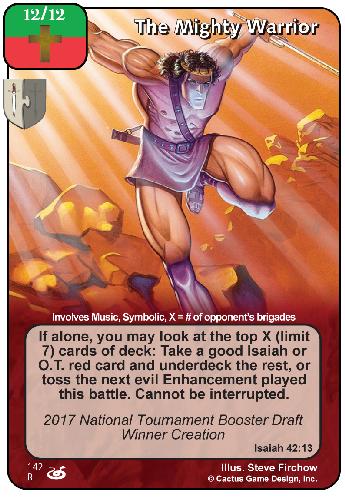 12/12
The Mighty Warrior
Involves Music, Symbolic, X = # of opponent's brigades
If alone, you may look at the top X (limit
7) cards of deck: Take a good Isaiah or
O.T. red card and underdeck the rest, or
toss the next evil Enhancement played
this battle. Cannot be interrupted.
2017 National Tournament Booster Draft
Winner Creation
Isaiah 42:13
142
R
Illus. Steve Firchow
© Cactus Game Design, Inc.